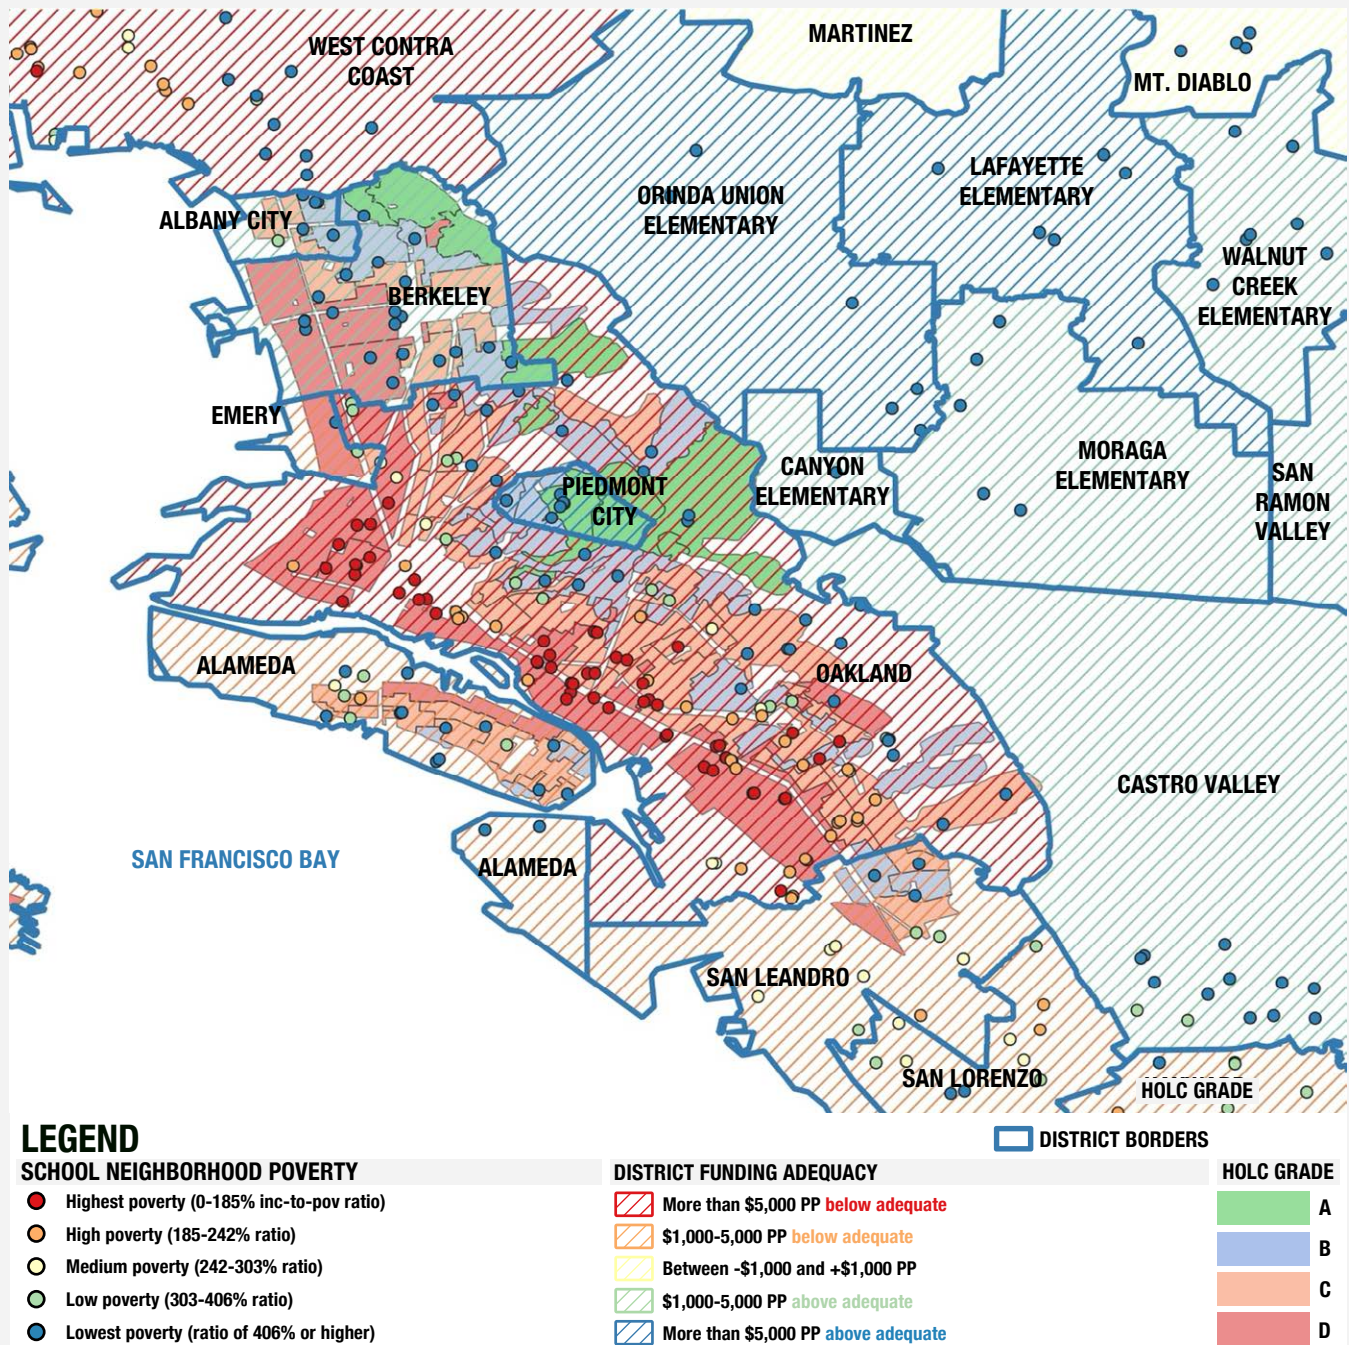 WEST CONTRA
COAST
MARTINEZ
MT. DIABLO
ORINDA UNION
ELEMENTARY
LAFAYETTE
ELEMENTARY
ALBANY CITY
WALNUT
CREEK
ELEMENTARY
BERKELEY
EMERY
CANYON
ELEMENTARY
MORAGA
ELEMENTARY
SAN
RAMON
VALLEY
PIEDMONT
CITY
ALAMEDA
OAKLAND
CASTRO VALLEY
SAN FRANCISCO BAY
ALAMEDA
SAN LEANDRO
SAN LORENZO
HOLC GRADE
LEGEND
DISTRICT BORDERS
SCHOOL NEIGHBORHOOD POVERTY
Highest poverty (0-185% inc-to-pov ratio)
High poverty (185-242% ratio)
Medium poverty (242-303% ratio)
Low poverty (303-406% ratio)
Lowest poverty (ratio of 406% or higher)
DISTRICT FUNDING ADEQUACY
More than $5,000 PP below adequate
$1,000-5,000 PP below adequate
Between -$1,000 and +$1,000 PP
$1,000-5,000 PP above adequate
More than $5,000 PP above adequate
HOLC GRADE
A
B
C
D